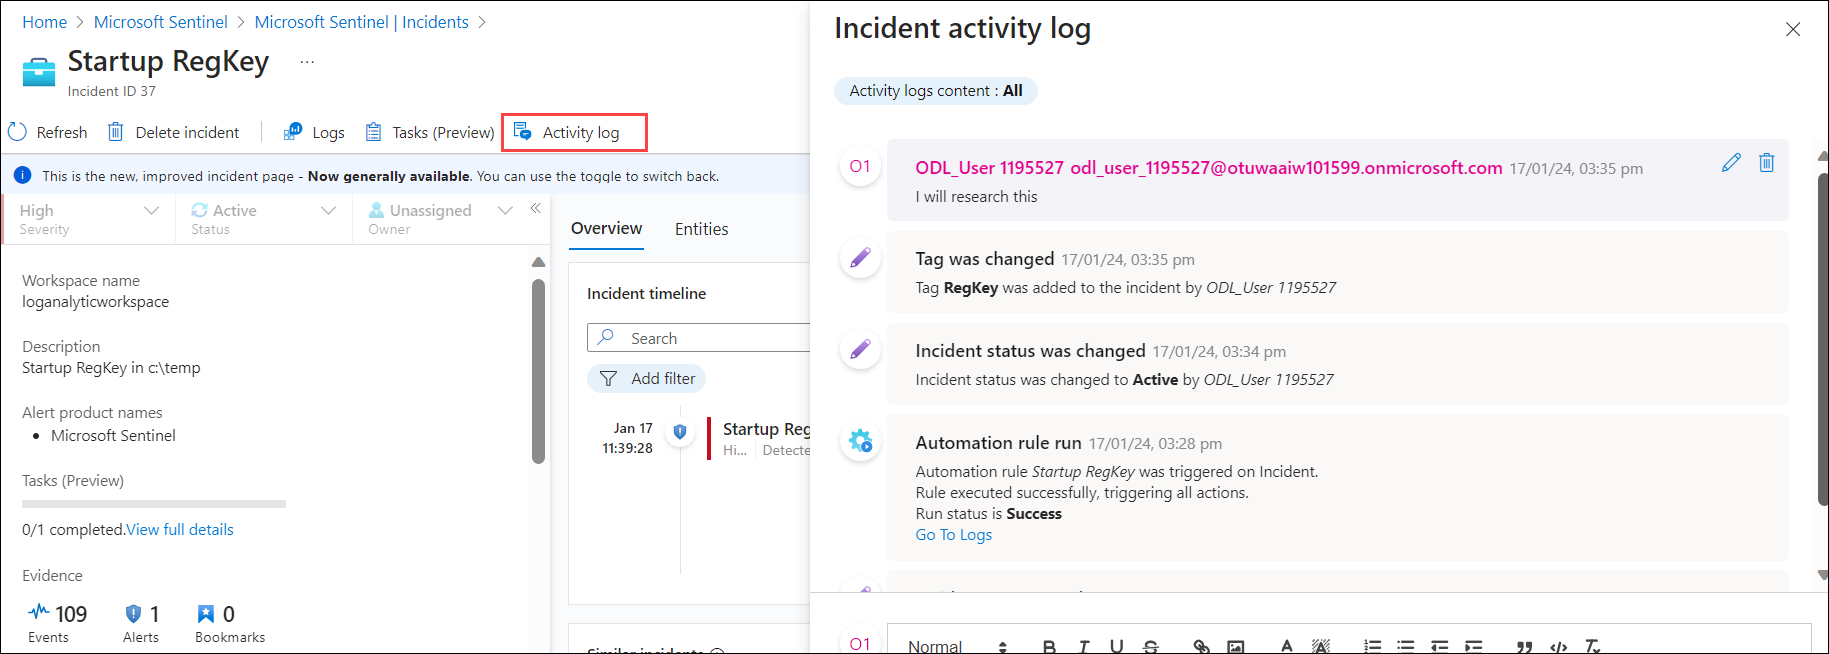 Home > Microsoft Sentinel > Microsoft Sentinel | Incidents >
Startup RegKey ...
Incident ID 37
Refresh Delete incident Logs Tasks (Preview) Activity log
This is the new, improved incident page - Now generally available. You can use the toggle to switch back.
High
Severity
Active
Status
Unassigned
Owner
Workspace name
loganalyticworkspace
Description
Startup RegKey in c:\temp
Alert product names
• Microsoft Sentinel
Tasks (Preview)
0/1 completed.View full details
Evidence
109
Events
1
Alerts
0
Bookmarks
Overview Entities
Incident timeline
Search
Add filter
Jan 17
11:39:28
Startup Reg
Hi... Detecte
Similar incidents
Incident activity log
Activity logs content : All
O1
ODL_User 1195527 odl_user_1195527@otuwaaiw101599.onmicrosoft.com 17/01/24, 03:35 pm
I will research this
Tag was changed 17/01/24, 03:35 pm
Tag RegKey was added to the incident by ODL_User 1195527
Incident status was changed 17/01/24, 03:34 pm
Incident status was changed to Active by ODL_User 1195527
Automation rule run 17/01/24, 03:28 pm
Automation rule Startup RegKey was triggered on Incident.
Rule executed successfully, triggering all actions.
Run status is Success
Go To Logs
O1
Normal B I U S A